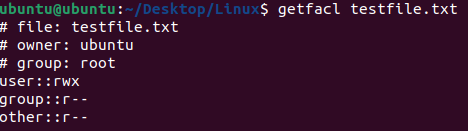 ubuntu@ubuntu:~/Desktop/Linux$ getfacl testfile.txt
# file: testfile.txt
# owner: ubuntu
# group: root
user::rwx
group::r--
other::r--